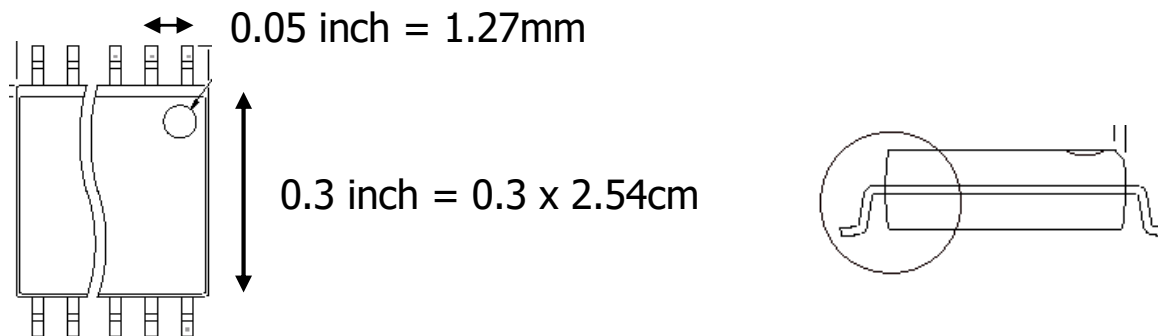 0.05 inch = 1.27mm
0.3 inch = 0.3 x 2.54cm